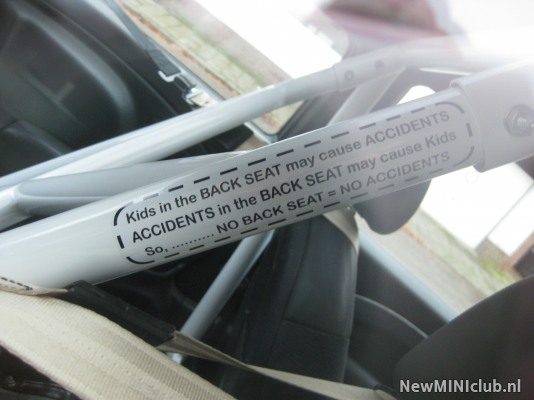 Kids in the BACK SEAT may cause ACCIDENTS
ACCIDENTS in the BACK SEAT may cause Kids
So, .......... NO BACK SEAT = NO ACCIDENTS
NewMINIclub.nl